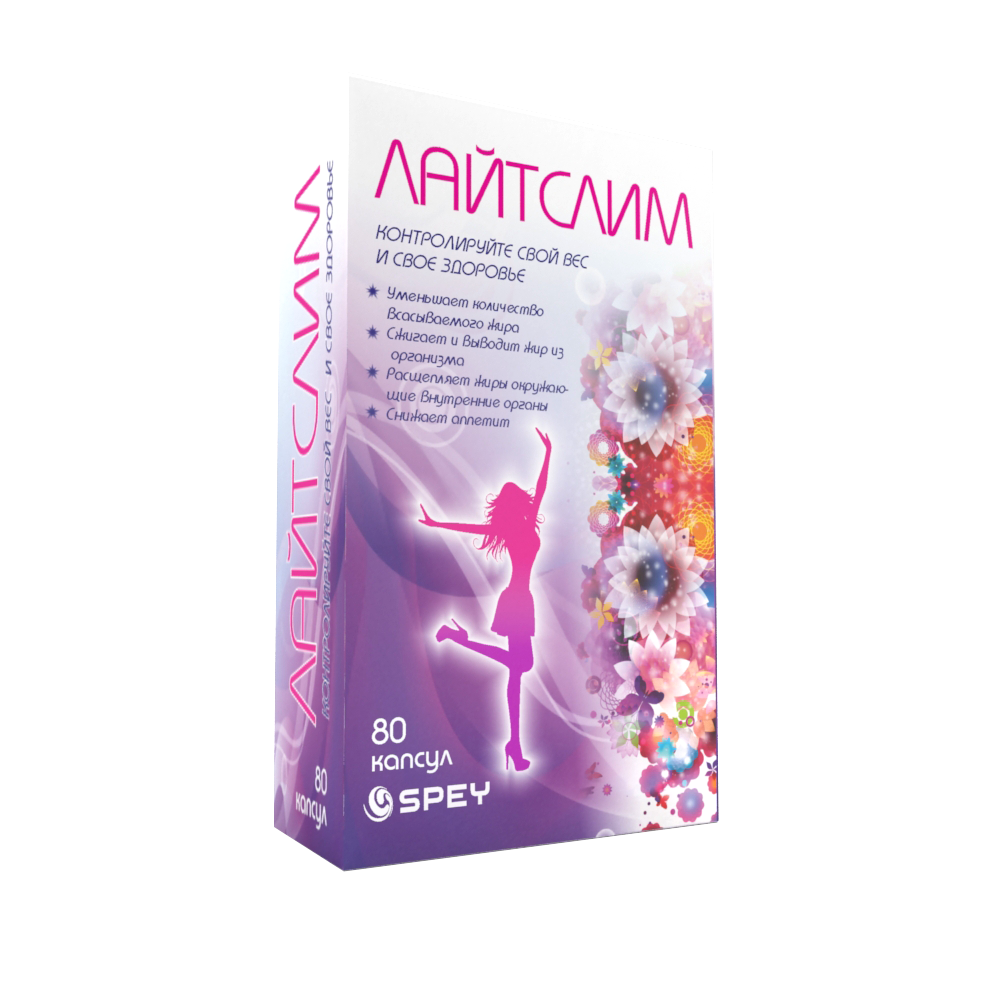 ЛАЙТСЛИМ
КОНТРОЛИРУЙТЕ СВОЙ ВЕС
И СВОЕ ЗДОРОВЬЕ
Уменьшает количество
всасываемого жира
Сжигает и выводит жир из
организма
Расщепляет жиры окружаю-
щие внутренние органы
Снижает аппетит
80
капсул
SPEY
ЛАЙТСЛИМ
КОНТРОЛИРУЙТЕ СВОЙ ВЕС И СВОЕ ЗДОРОВЬЕ
80
капсул